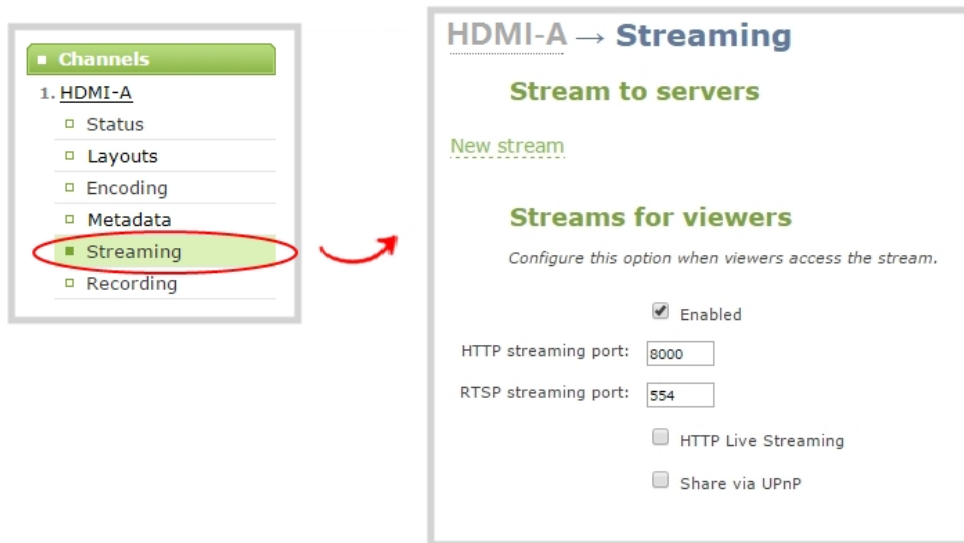 Channels
1. HDMI-A
Status
Layouts
Encoding
Metadata
Streaming
Recording
HDMI-A → Streaming
Stream to servers
New stream
Streams for viewers
Configure this option when viewers access the stream.
Enabled
HTTP streaming port: 8000
RTSP streaming port: 554
HTTP Live Streaming
Share via UPnP